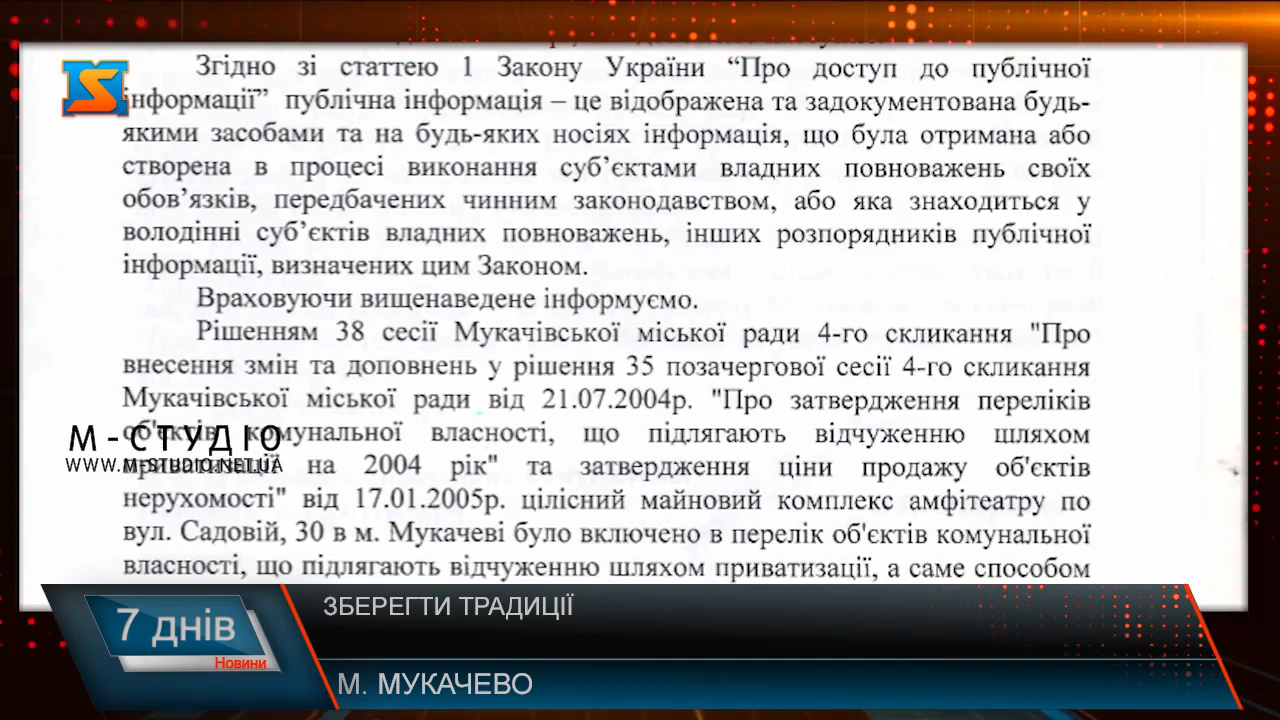 Згідно зі статтею 1 Закону України “Про доступ до публічної
інформації” публічна інформація – це відображена та задокументована будь-
якими засобами та на будь-яких носіях інформація, що була отримана або
створена в процесі виконання суб’єктами владних повноважень своїх
обов’язків, передбачених чинним законодавством, або яка знаходиться у
володінні суб’єктів владних повноважень, інших розпорядників публічної
інформації, визначених цим Законом.
Враховуючи вищенаведене інформуємо.
Рішенням 38 сесії Мукачівської міської ради 4-го скликання "Про
внесення змін та доповнень у рішення 35 позачергової сесії 4-го скликання
Мукачівської міської ради від 21.07.2004р. "Про затвердження переліків
об'єктів комунальної власності, що підлягають відчуженню шляхом
приватизації на 2004 рік" та затвердження ціни продажу об'єктів
нерухомості" від 17.01.2005р. цілісний майновий комплекс амфітеатру по
вул. Садовій, 30 в м. Мукачеві було включено в перелік об'єктів комунальної
власності, що підлягають відчуженню шляхом приватизації, а саме способом
М-СТУДІО
WWW.M-STUDIO.NET.UA
7 днів
Новини
ЗБЕРЕГТИ ТРАДИЦІЇ
М. МУКАЧЕВО